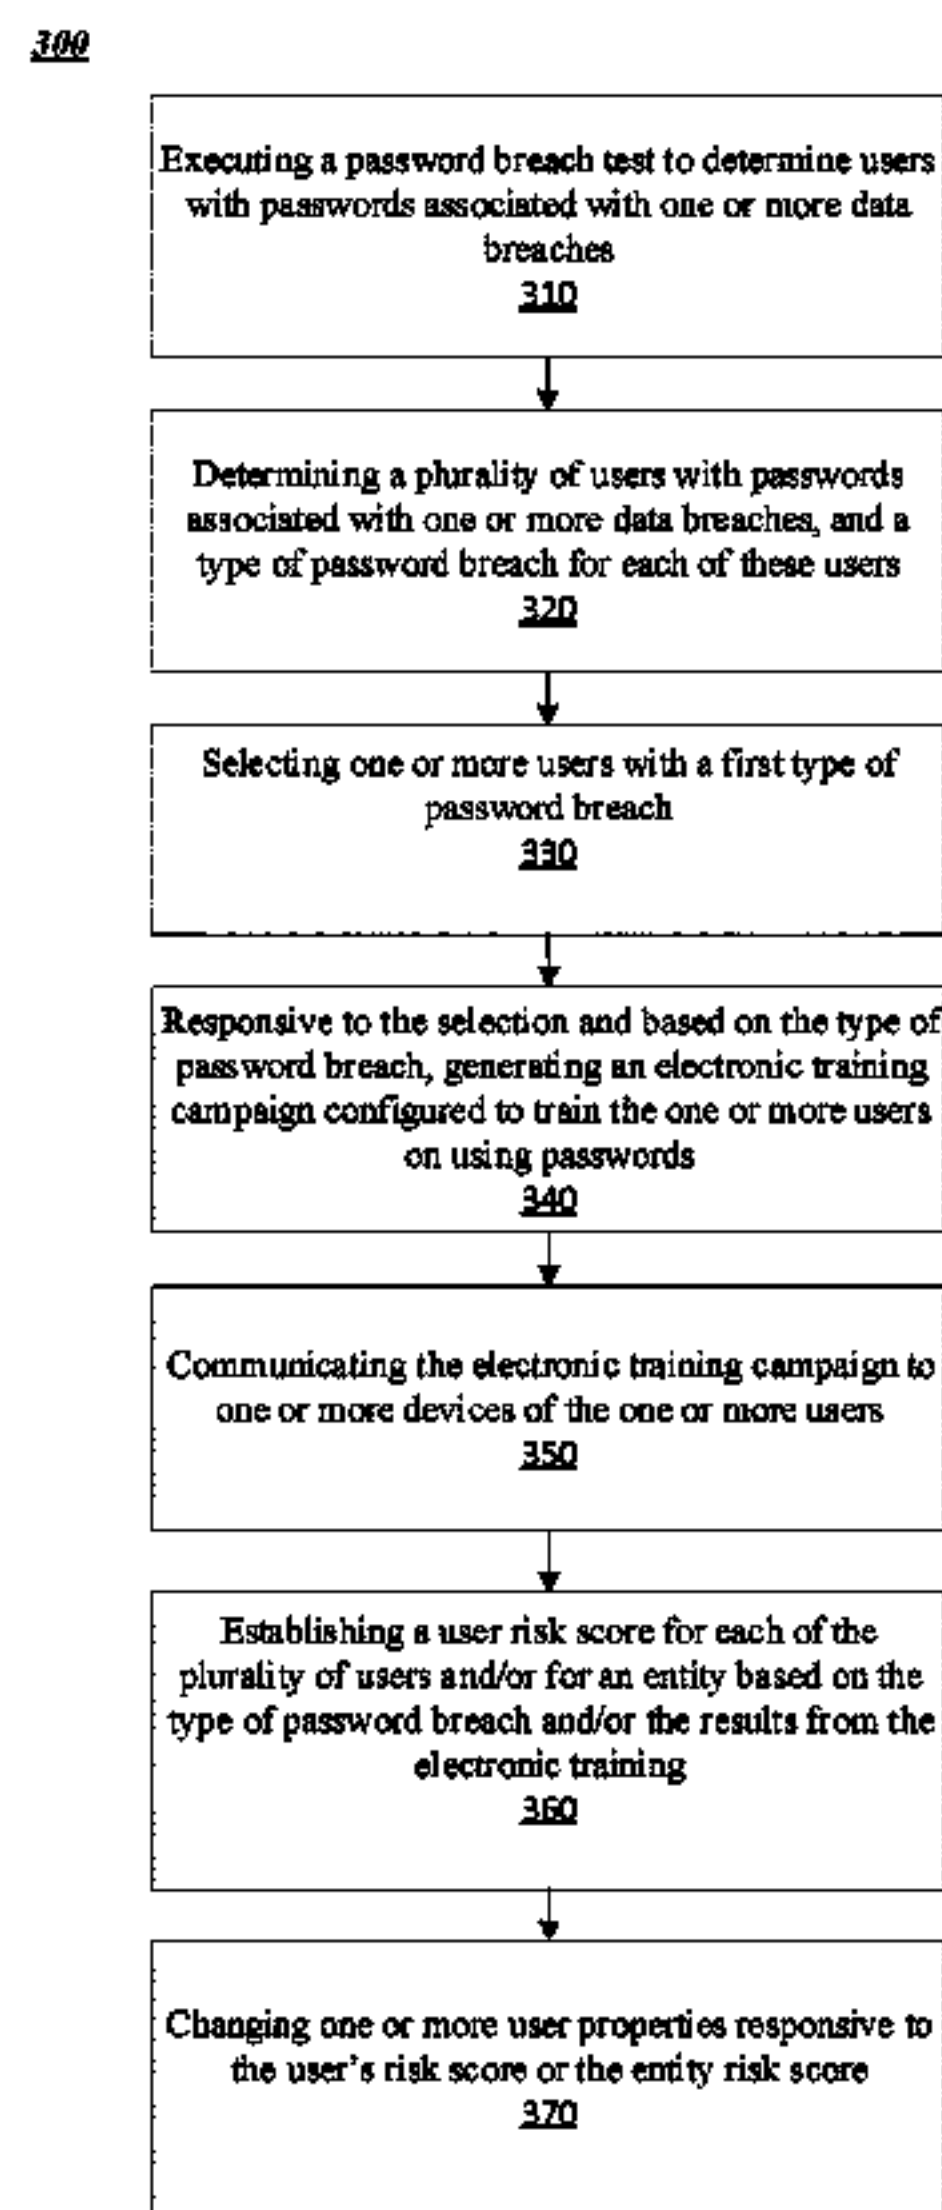 300
Executing a password breach test to determine users
with passwords associated with one or more data
breaches
310
Determining a plurality of users with passwords
associated with one or more data breaches, and a
type of password breach for each of these users
320
Selecting one or more users with a first type of
password breach
330
Responsive to the selection and based on the type of
password breach, generating an electronic training
campaign configured to train the one or more users
on using passwords
340
Communicating the electronic training campaign to
one or more devices of the one or more users
350
Establishing a user risk score for each of the
plurality of users and/or for an entity based on the
type of password breach and/or the results from the
electronic training
360
Changing one or more user properties responsive to
the user's risk score or the entity risk score
370